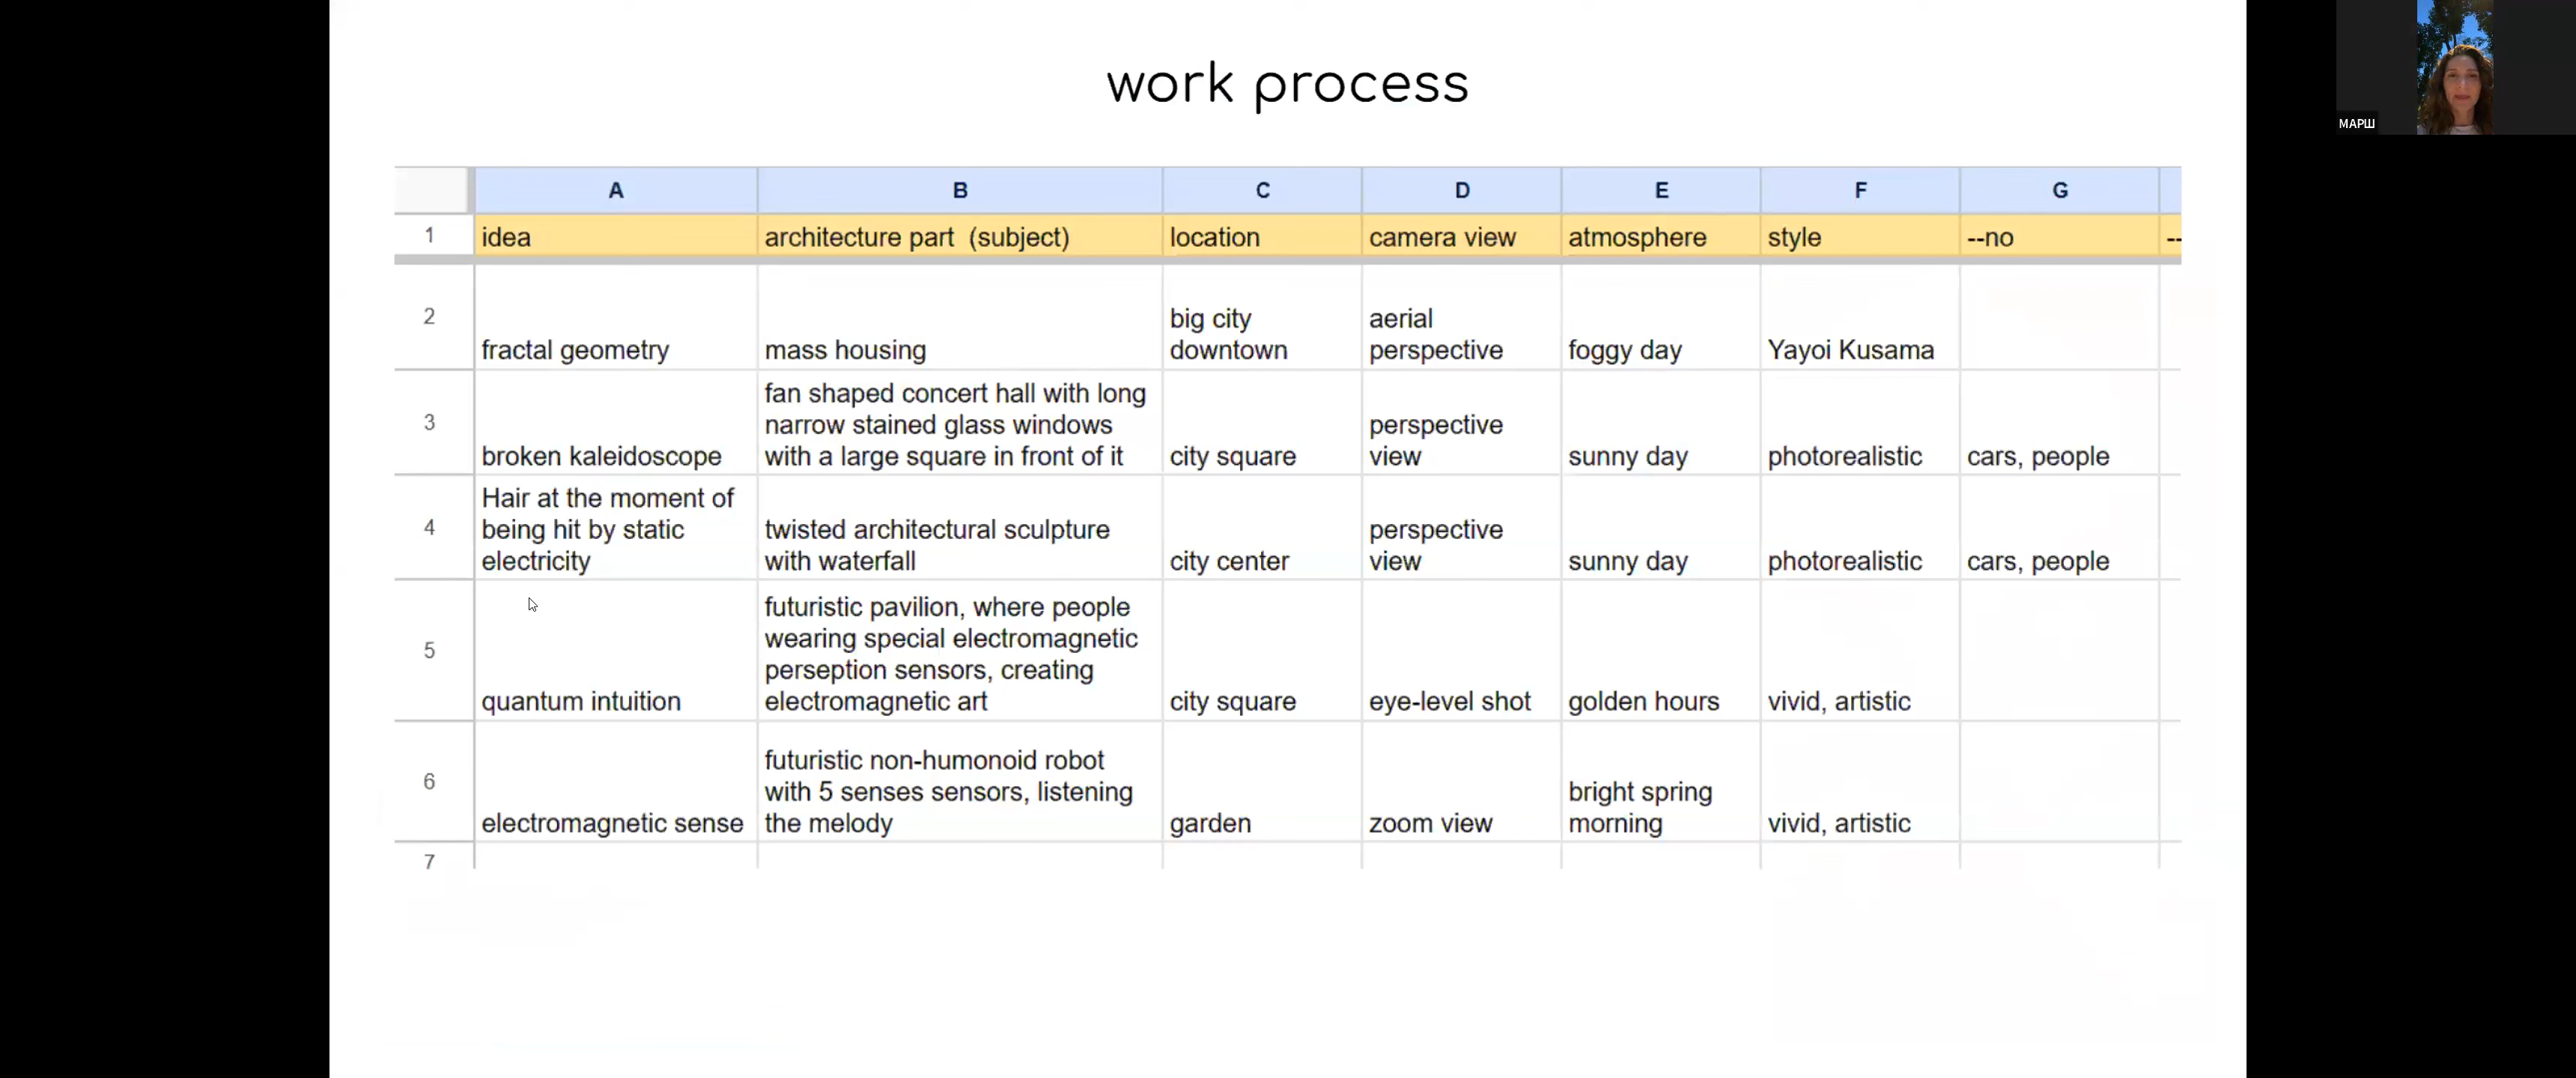 work process
МАРШ
A B C D E F G
1 idea architecture part (subject) location camera view atmosphere style --no --
2 fractal geometry mass housing big city downtown aerial perspective foggy day Yayoi Kusama
3 broken kaleidoscope fan shaped concert hall with long narrow stained glass windows with a large square in front of it city square perspective view sunny day photorealistic cars, people
4 Hair at the moment of being hit by static electricity twisted architectural sculpture with waterfall city center perspective view sunny day photorealistic cars, people
5 quantum intuition futuristic pavilion, where people wearing special electromagnetic perseption sensors, creating electromagnetic art city square eye-level shot golden hours vivid, artistic
6 electromagnetic sense futuristic non-humonoid robot with 5 senses sensors, listening the melody garden zoom view bright spring morning vivid, artistic
7